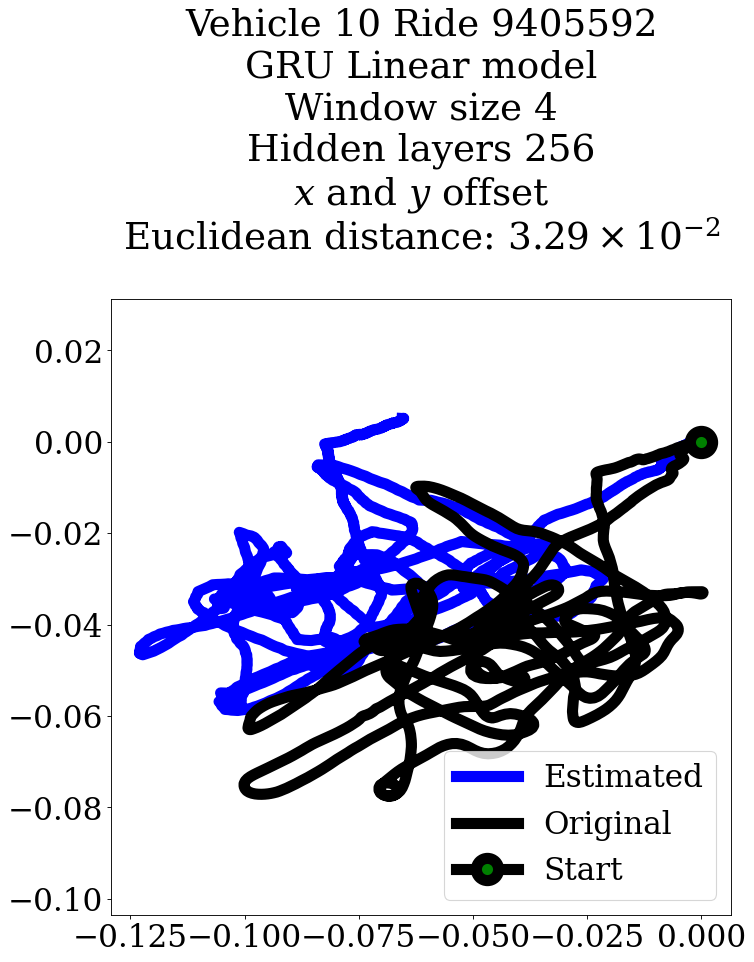 Vehicle 10 Ride 9405592
GRU Linear model
Window size 4
Hidden layers 256
x and y offset
Euclidean distance: 3.29 × 10⁻²
0.02
0.00
−0.02
−0.04
−0.06
−0.08
−0.10
Estimated
Original
Start
−0.125 −0.100 −0.075 −0.050 −0.025 0.000